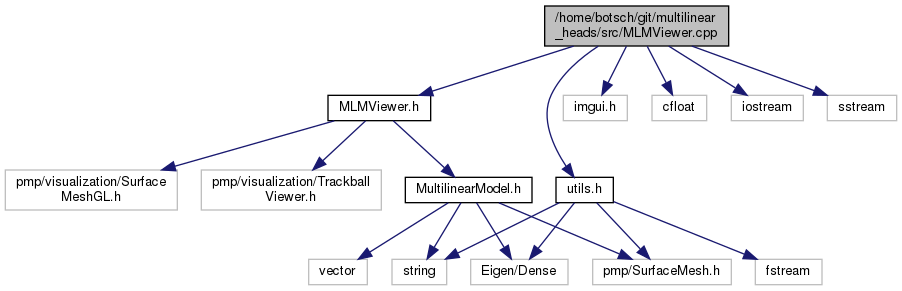 /home/botsch/git/multilinear
_heads/src/MLMViewer.cpp
MLMViewer.h
imgui.h
cfloat
iostream
sstream
pmp/visualization/Surface
MeshGL.h
pmp/visualization/Trackball
Viewer.h
MultilinearModel.h
utils.h
vector
string
Eigen/Dense
pmp/SurfaceMesh.h
fstream